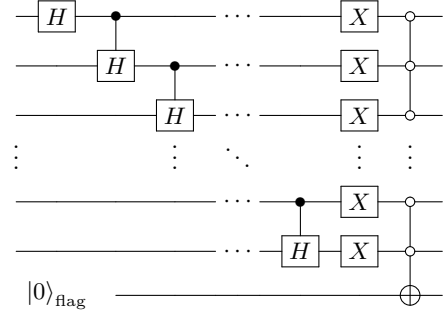 H ⋯ X
H ⋯ X
H ⋯ X
⋮ ⋮ ⋱ ⋮ ⋮
⋯ X
⋯ H X
|0⟩flag